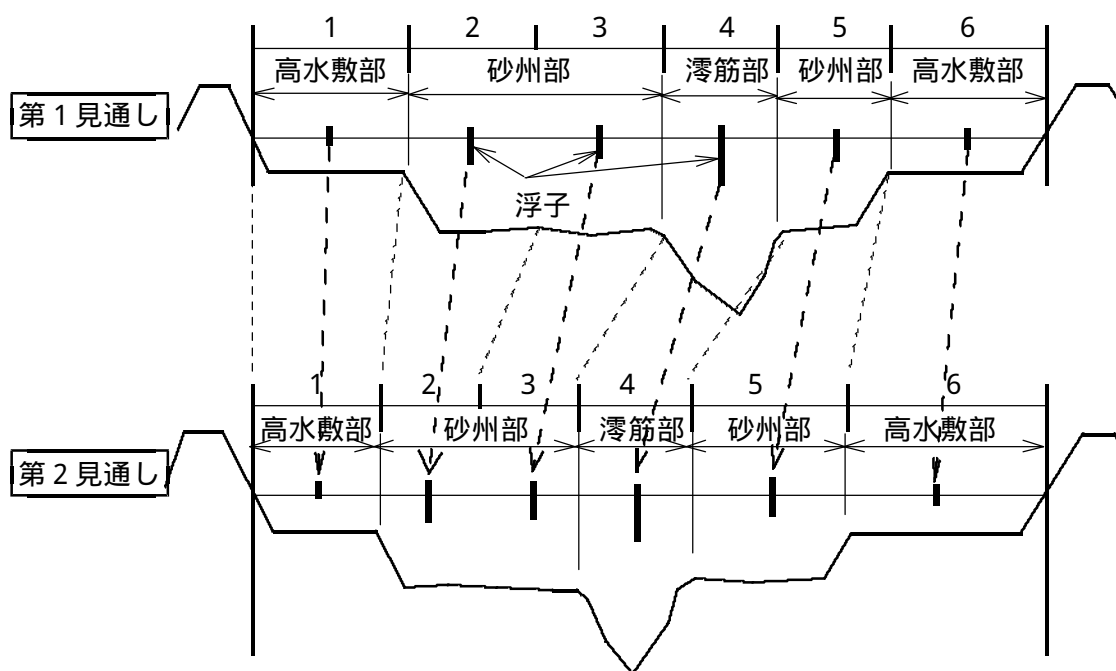 1 2 3 4 5 6
高水敷部 砂州部 澪筋部 砂州部 高水敷部
第1見通し
浮子
1 2 3 4 5 6
高水敷部 砂州部 澪筋部 砂州部 高水敷部
第2見通し